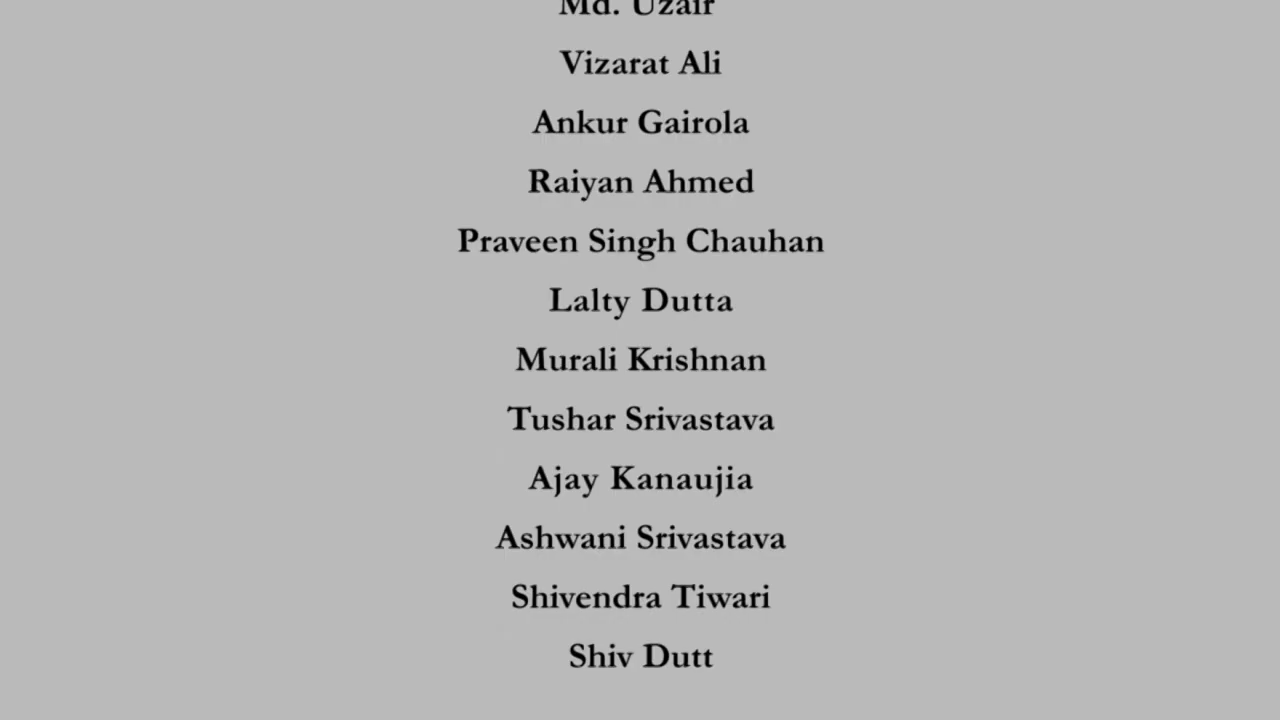 Md. Uzair
Vizarat Ali
Ankur Gairola
Raiyan Ahmed
Praveen Singh Chauhan
Lalty Dutta
Murali Krishnan
Tushar Srivastava
Ajay Kanaujia
Ashwani Srivastava
Shivendra Tiwari
Shiv Dutt